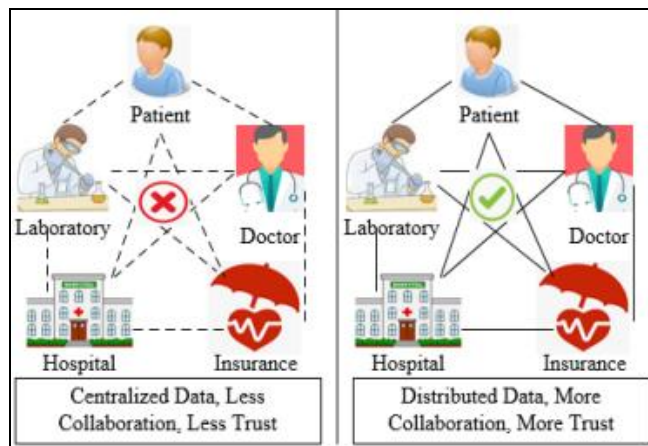 Patient
Laboratory
Doctor
Hospital
Insurance
Centralized Data, Less
Collaboration, Less Trust
Patient
Laboratory
Doctor
Hospital
Insurance
Distributed Data, More
Collaboration, More Trust